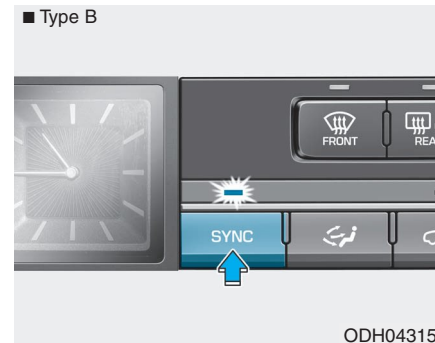 ■ Type B
FRONT
REA
SYNC
ODH04315